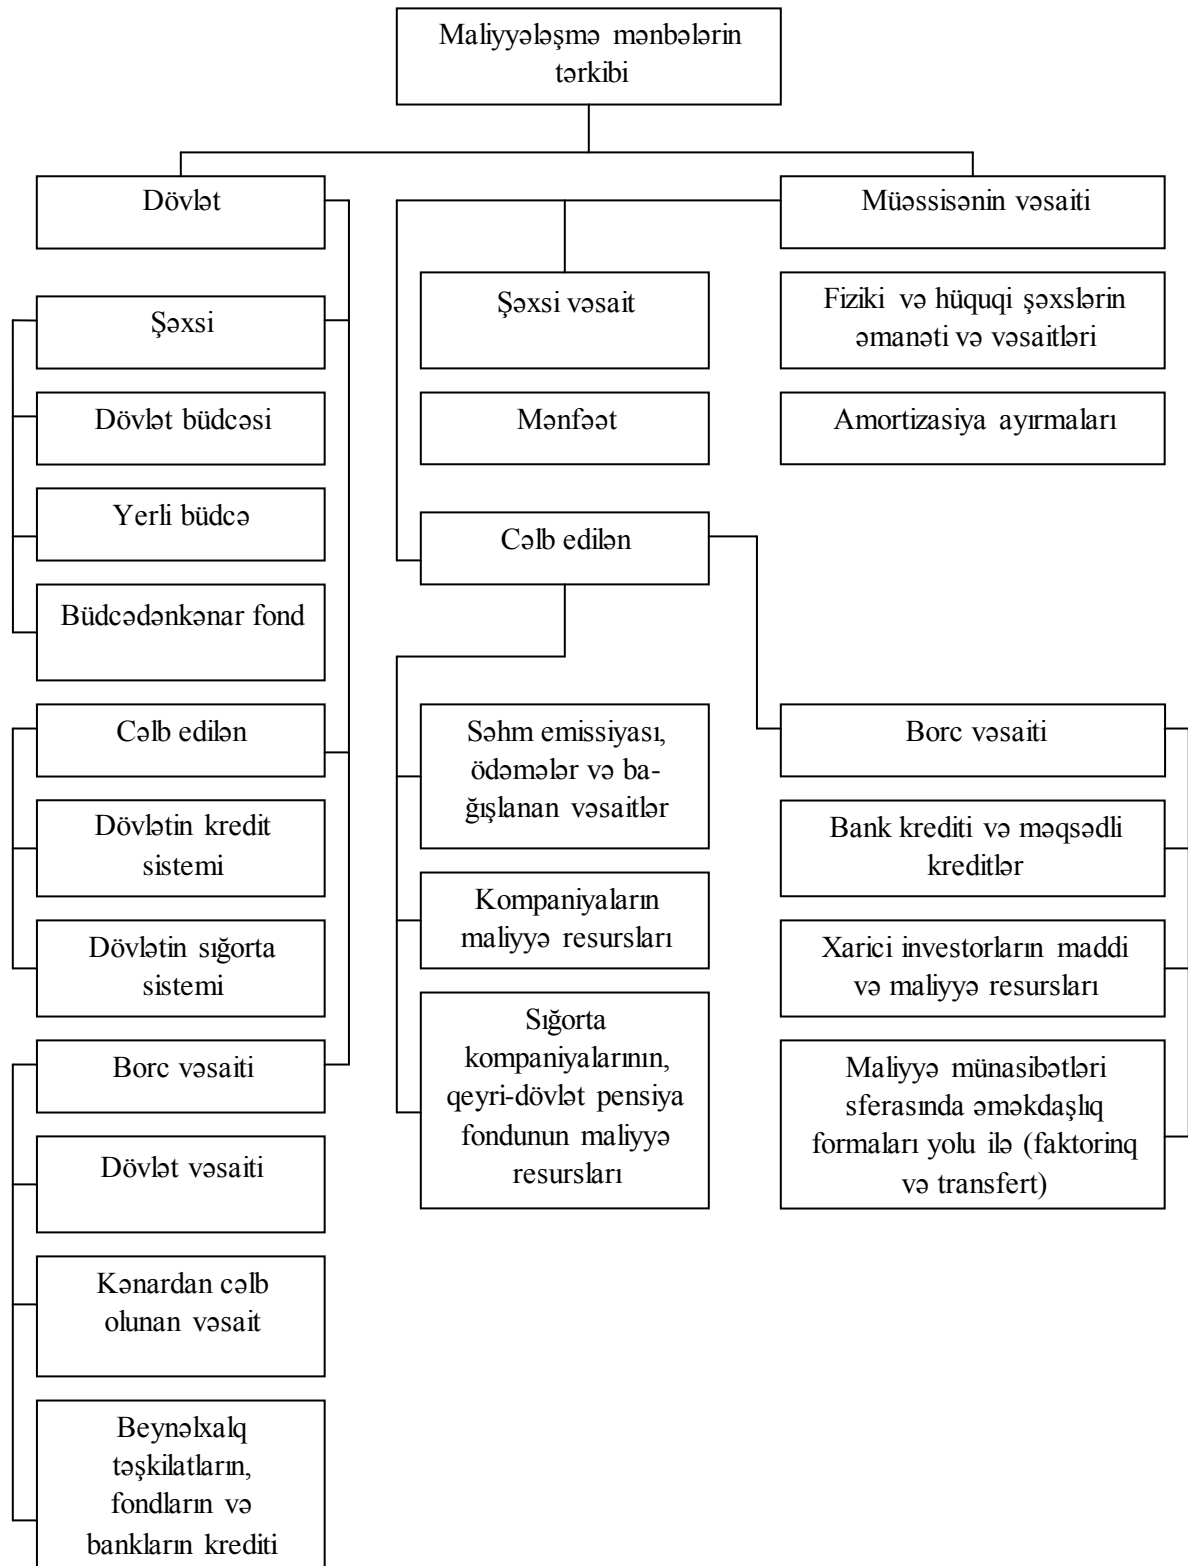 Maliyyələşmə mənbələrin
tərkibi
Dövlət
Şəxsi
Dövlət büdcəsi
Yerli büdcə
Büdcədənkənar fond
Cəlb edilən
Dövlətin kredit
sistemi
Dövlətin sığorta
sistemi
Borc vəsaiti
Dövlət vəsaiti
Kənardan cəlb
olunan vəsait
Beynəlxalq
təşkilatların,
fondların və
bankların krediti
Müəssisənin vəsaiti
Şəxsi vəsait
Fiziki və hüquqi şəxslərin
əmanəti və vəsaitləri
Mənfəət
Amortizasiya ayırmaları
Cəlb edilən
Səhm emissiyası,
ödəmələr və ba-
ğışlanan vəsaitlər
Kompaniyaların
maliyyə resursları
Sığorta
kompaniyalarının,
qeyri-dövlət pensiya
fondunun maliyyə
resursları
Borc vəsaiti
Bank krediti və məqsədli
kreditlər
Xarici investorların maddi
və maliyyə resursları
Maliyyə münasibətləri
sferasında əməkdaşlıq
formaları yolu ilə (faktorinq
və transfert)